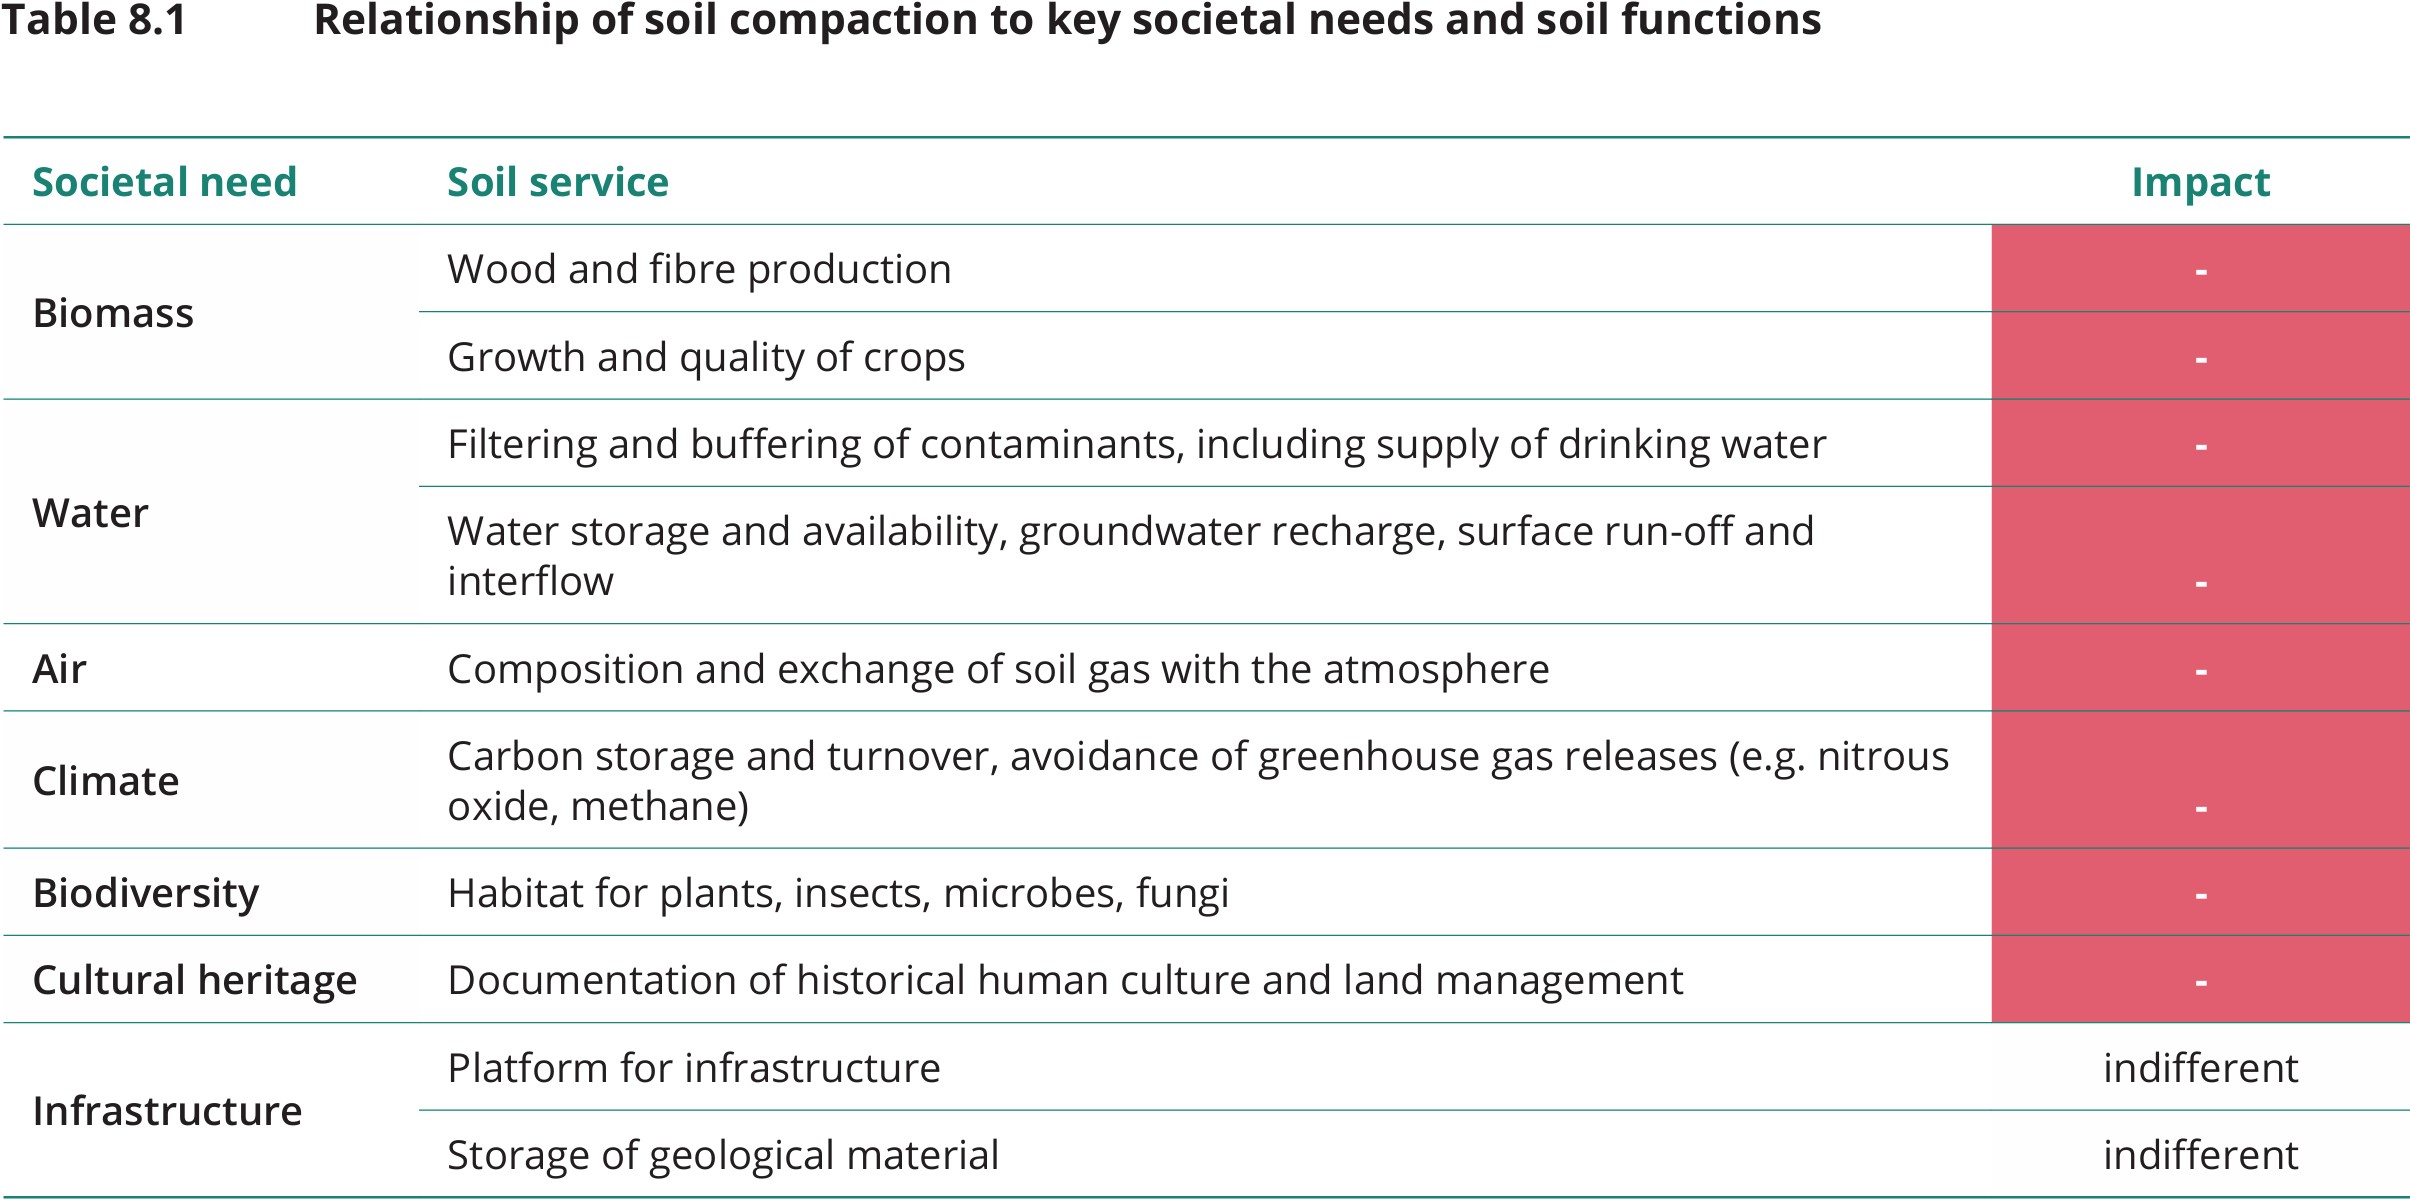 Table 8.1 Relationship of soil compaction to key societal needs and soil functions
Societal need Soil service Impact
Biomass
Wood and fibre production -
Growth and quality of crops -
Water
Filtering and buffering of contaminants, including supply of drinking water -
Water storage and availability, groundwater recharge, surface run-off and
interflow -
Air Composition and exchange of soil gas with the atmosphere -
Climate
Carbon storage and turnover, avoidance of greenhouse gas releases (e.g. nitrous
oxide, methane) -
Biodiversity Habitat for plants, insects, microbes, fungi -
Cultural heritage Documentation of historical human culture and land management -
Infrastructure
Platform for infrastructure indifferent
Storage of geological material indifferent